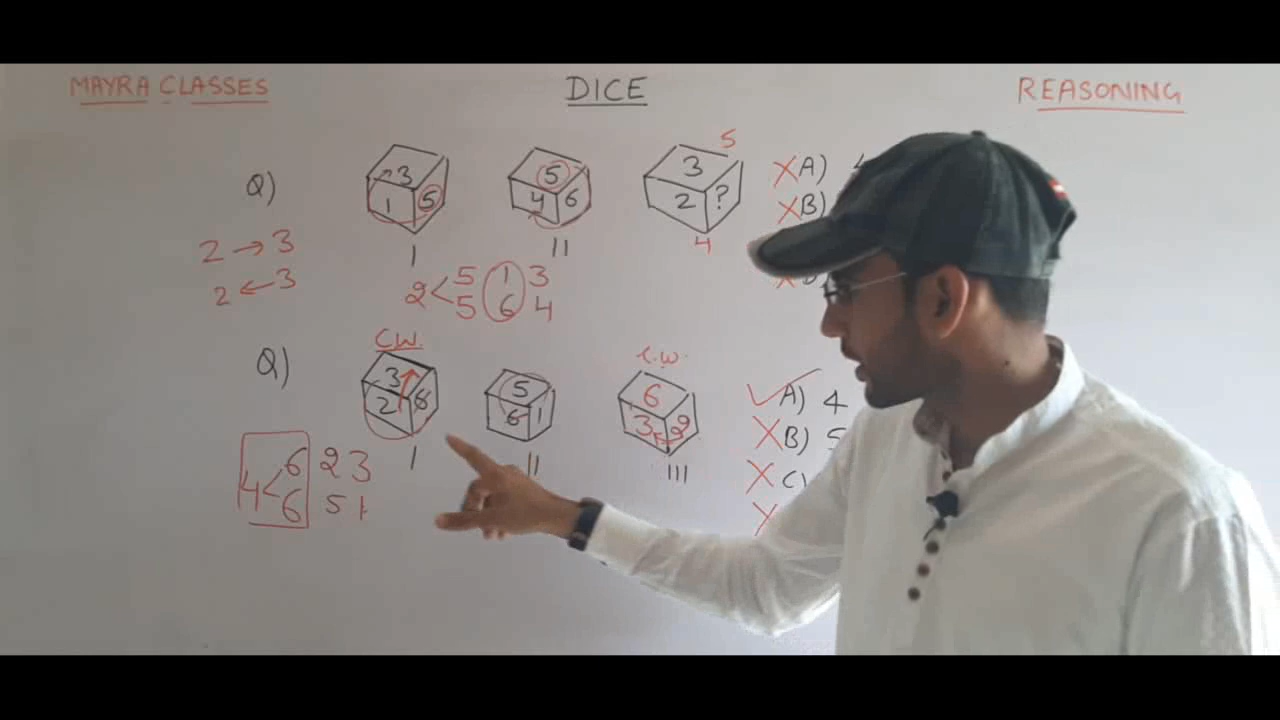 MAYRA CLASSES
DICE
REASONING
Q)
3
1
5
I
5
4 6
II
5
3
2 ?
4
X A)
X B)
X
2 → 3
2 ← 3
2 < 5 1 3
5 6 4
C.W.
Q)
3
2 6
I
5
6 1
II
C.W.
6
3 2
III
A) 4
X B) 5
X C)
X
4 < 6 2 3
6 5 1